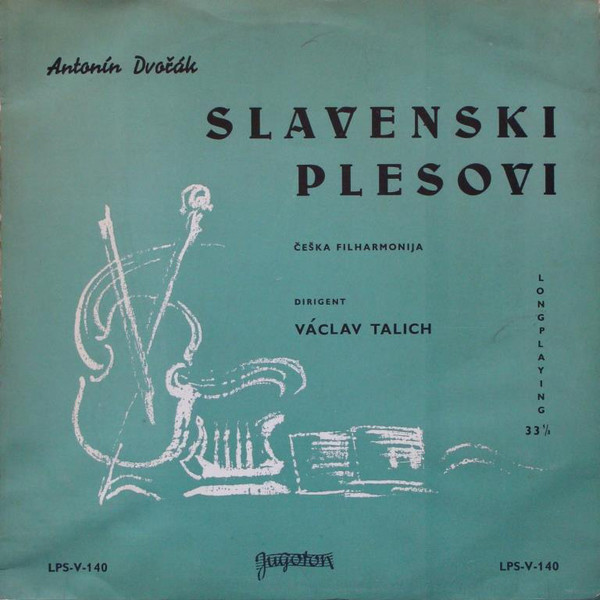 Antonín Dvořák
SLAVENSKI
PLESOVI
ČEŠKA FILHARMONIJA
DIRIGENT
VÁCLAV TALICH
LONGPLAYING
33 ⅓
LPS-V-140
Jugoton
LPS-V-140